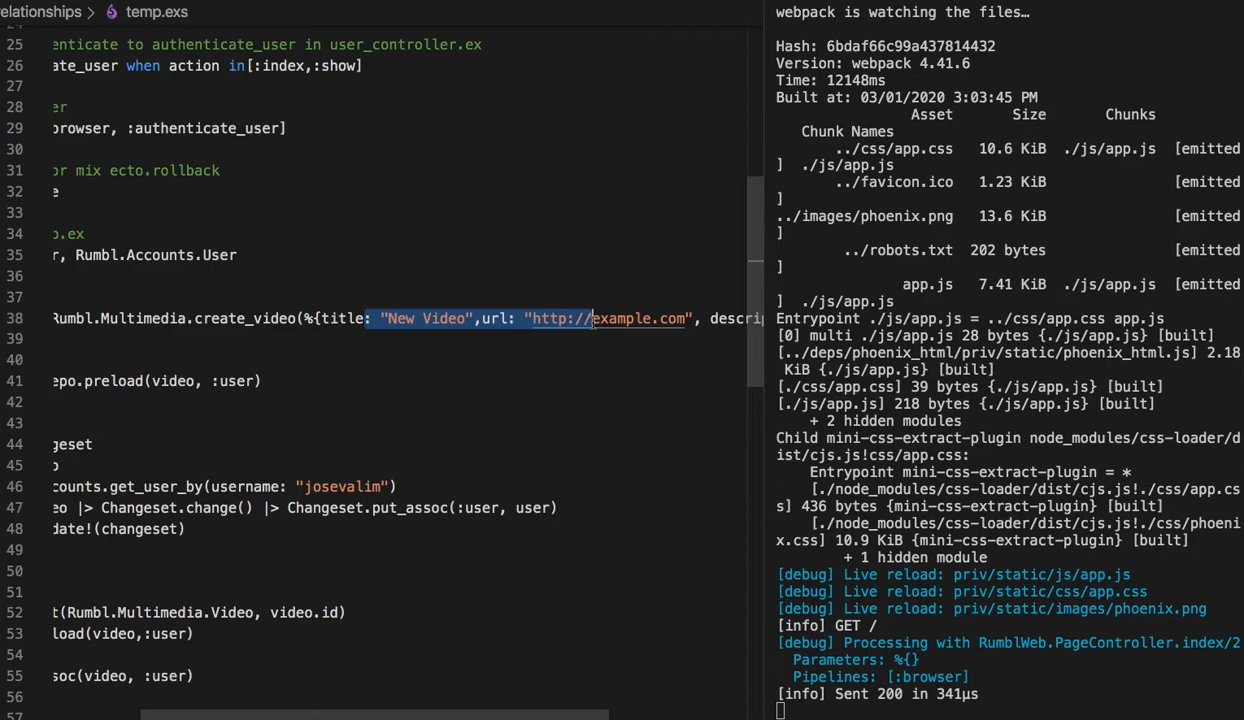 relationships > temp.exs
24
25 enticate to authenticate_user in user_controller.ex
26 ate_user when action in[:index,:show]
27
28 er
29 browser, :authenticate_user]
30
31 or mix ecto.rollback
32 e
33
34 o.ex
35 r, Rumbl.Accounts.User
36
37
38 Rumbl.Multimedia.create_video(%{title: "New Video",url: "http://example.com", descrip
39
40
41 epo.preload(video, :user)
42
43
44 geset
45 o
46 counts.get_user_by(username: "josevalim")
47 eo |> Changeset.change() |> Changeset.put_assoc(:user, user)
48 date!(changeset)
49
50
51
52 t(Rumbl.Multimedia.Video, video.id)
53 load(video,:user)
54
55 soc(video, :user)
56
57
webpack is watching the files…
Hash: 6bdaf66c99a437814432
Version: webpack 4.41.6
Time: 12148ms
Built at: 03/01/2020 3:03:45 PM
Asset Size Chunks
Chunk Names
../css/app.css 10.6 KiB ./js/app.js [emitted
] ./js/app.js
../favicon.ico 1.23 KiB [emitted
]
../images/phoenix.png 13.6 KiB [emitted
]
../robots.txt 202 bytes [emitted
]
app.js 7.41 KiB ./js/app.js [emitted
] ./js/app.js
Entrypoint ./js/app.js = ../css/app.css app.js
[0] multi ./js/app.js 28 bytes {./js/app.js} [built]
[../deps/phoenix_html/priv/static/phoenix_html.js] 2.18
KiB {./js/app.js} [built]
[./css/app.css] 39 bytes {./js/app.js} [built]
[./js/app.js] 218 bytes {./js/app.js} [built]
+ 2 hidden modules
Child mini-css-extract-plugin node_modules/css-loader/d
ist/cjs.js!css/app.css:
Entrypoint mini-css-extract-plugin = *
[./node_modules/css-loader/dist/cjs.js!./css/app.cs
s] 436 bytes {mini-css-extract-plugin} [built]
[./node_modules/css-loader/dist/cjs.js!./css/phoeni
x.css] 10.9 KiB {mini-css-extract-plugin} [built]
+ 1 hidden module
[debug] Live reload: priv/static/js/app.js
[debug] Live reload: priv/static/css/app.css
[debug] Live reload: priv/static/images/phoenix.png
[info] GET /
[debug] Processing with RumblWeb.PageController.index/2
Parameters: %{}
Pipelines: [:browser]
[info] Sent 200 in 341µs